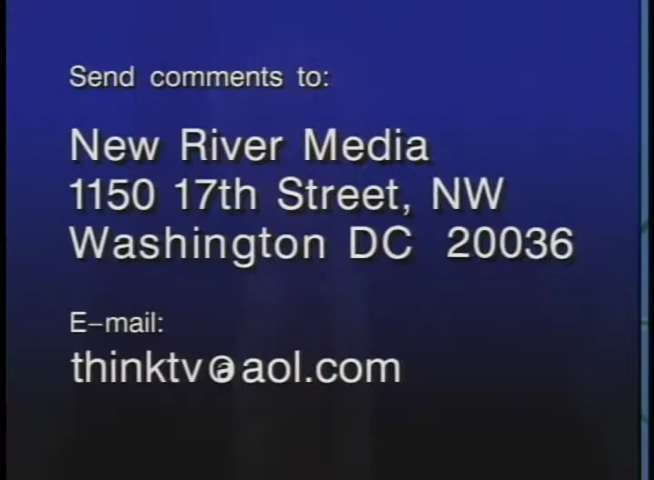 Send comments to:
New River Media
1150 17th Street, NW
Washington DC 20036
E-mail:
thinktv@aol.com